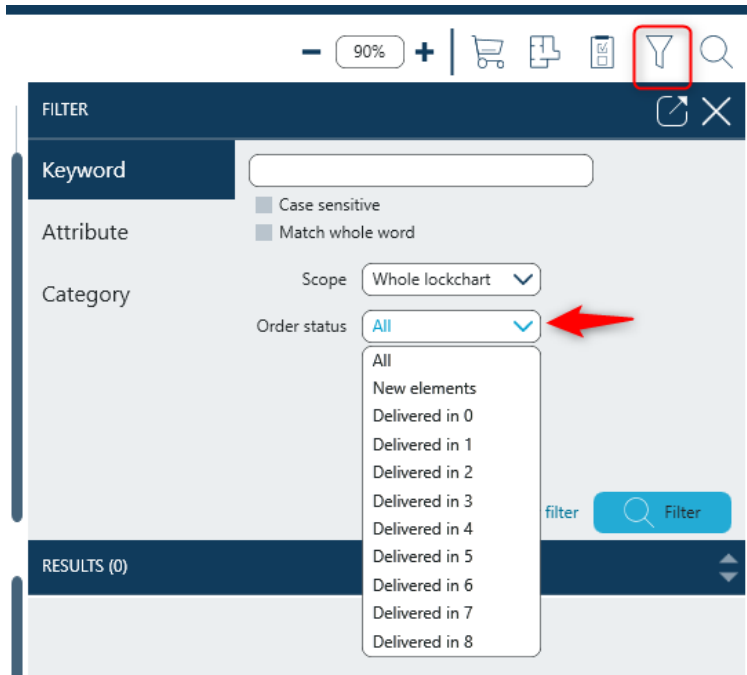 90%
FILTER
Keyword
Case sensitive
Match whole word
Attribute
Category
Scope Whole lockchart
Order status All
All
New elements
Delivered in 0
Delivered in 1
Delivered in 2
Delivered in 3
Delivered in 4
Delivered in 5
Delivered in 6
Delivered in 7
Delivered in 8
filter Filter
RESULTS (0)